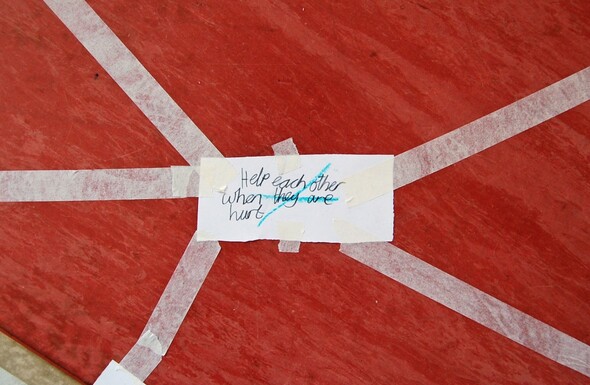 Help each other
when they are
hurt